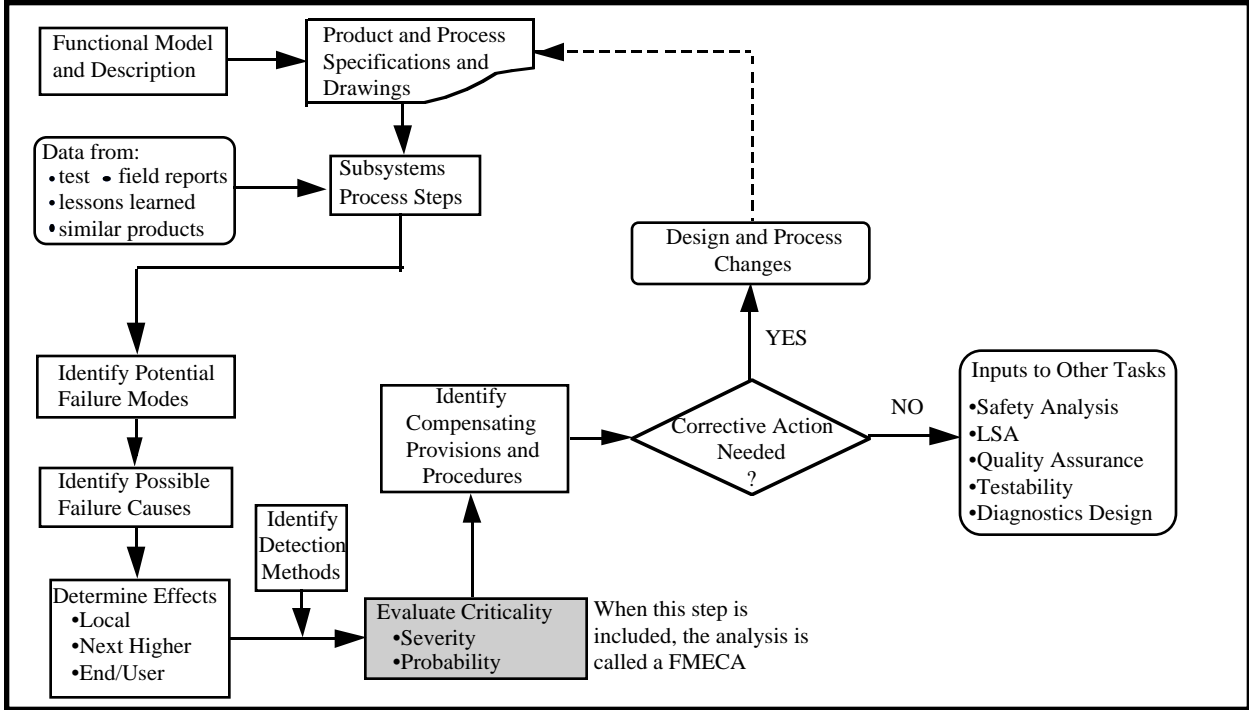 Functional Model
and Description
Product and Process
Specifications and
Drawings
Data from:
• test • field reports
• lessons learned
• similar products
Subsystems
Process Steps
Design and Process
Changes
YES
Identify Potential
Failure Modes
Identify
Compensating
Provisions and
Procedures
Corrective Action
Needed
?
NO
Inputs to Other Tasks
•Safety Analysis
•LSA
•Quality Assurance
•Testability
•Diagnostics Design
Identify Possible
Failure Causes
Identify
Detection
Methods
Determine Effects
•Local
•Next Higher
•End/User
Evaluate Criticality
•Severity
•Probability
When this step is
included, the analysis is
called a FMECA